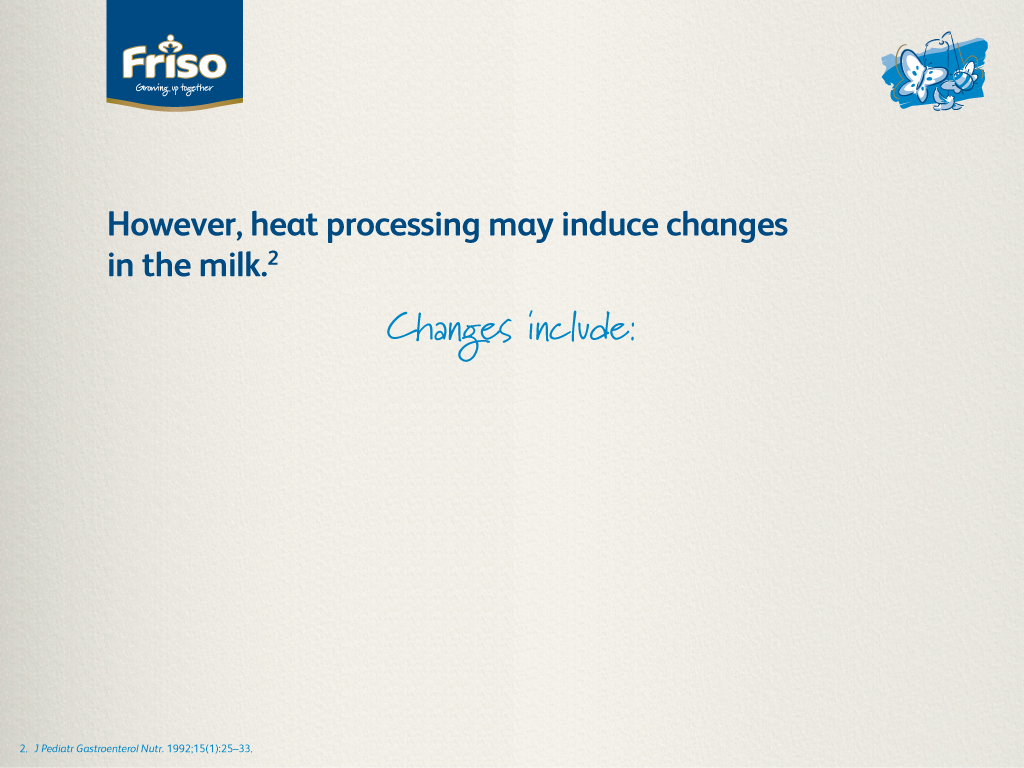 Friso
Growing up together
However, heat processing may induce changes
in the milk.²
Changes include:
2. J Pediatr Gastroenterol Nutr. 1992;15(1):25–33.